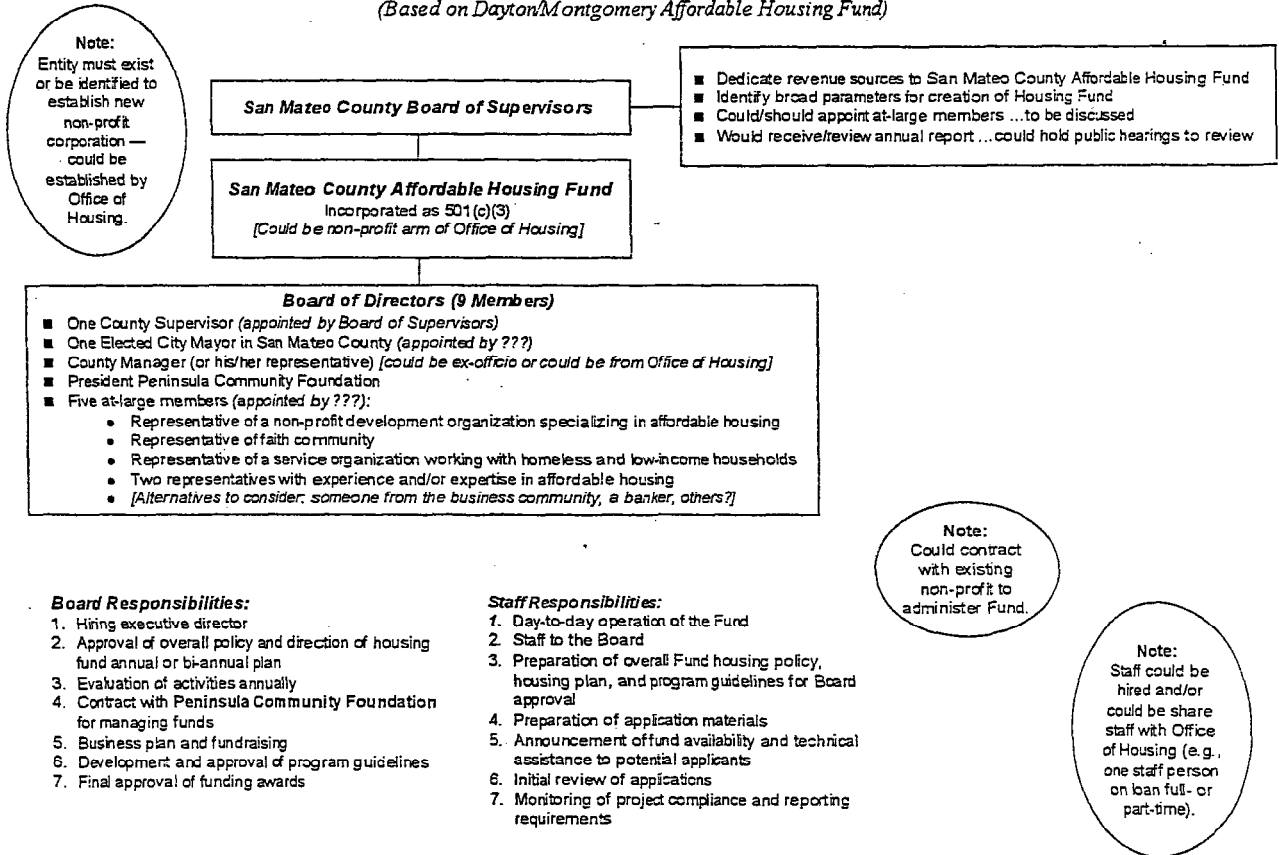 (Based on Dayton/Montgomery Affordable Housing Fund)
Note:
Entity must exist
or be identified to
establish new
non-profit
corporation —
could be
established by
Office of
Housing.
San Mateo County Board of Supervisors
■ Dedicate revenue sources to San Mateo County Affordable Housing Fund
■ Identify broad parameters for creation of Housing Fund
■ Could/should appoint at-large members ...to be discussed
■ Would receive/review annual report ...could hold public hearings to review
San Mateo County Affordable Housing Fund
Incorporated as 501(c)(3)
[Could be non-profit arm of Office of Housing]
Board of Directors (9 Members)
■ One County Supervisor (appointed by Board of Supervisors)
■ One Elected City Mayor in San Mateo County (appointed by ???)
■ County Manager (or his/her representative) [could be ex-officio or could be from Office of Housing]
■ President Peninsula Community Foundation
■ Five at-large members (appointed by ???):
• Representative of a non-profit development organization specializing in affordable housing
• Representative of faith community
• Representative of a service organization working with homeless and low-income households
• Two representatives with experience and/or expertise in affordable housing
• [Alternatives to consider: someone from the business community, a banker, others?]
Note:
Could contract
with existing
non-profit to
administer Fund.
Board Responsibilities:
1. Hiring executive director
2. Approval of overall policy and direction of housing
fund annual or bi-annual plan
3. Evaluation of activities annually
4. Contract with Peninsula Community Foundation
for managing funds
5. Business plan and fundraising
6. Development and approval of program guidelines
7. Final approval of funding awards
Staff Responsibilities:
1. Day-to-day operation of the Fund
2. Staff to the Board
3. Preparation of overall Fund housing policy,
housing plan, and program guidelines for Board
approval
4. Preparation of application materials
5. Announcement of fund availability and technical
assistance to potential applicants
6. Initial review of applications
7. Monitoring of project compliance and reporting
requirements
Note:
Staff could be
hired and/or
could be share
staff with Office
of Housing (e.g.,
one staff person
on loan full- or
part-time).